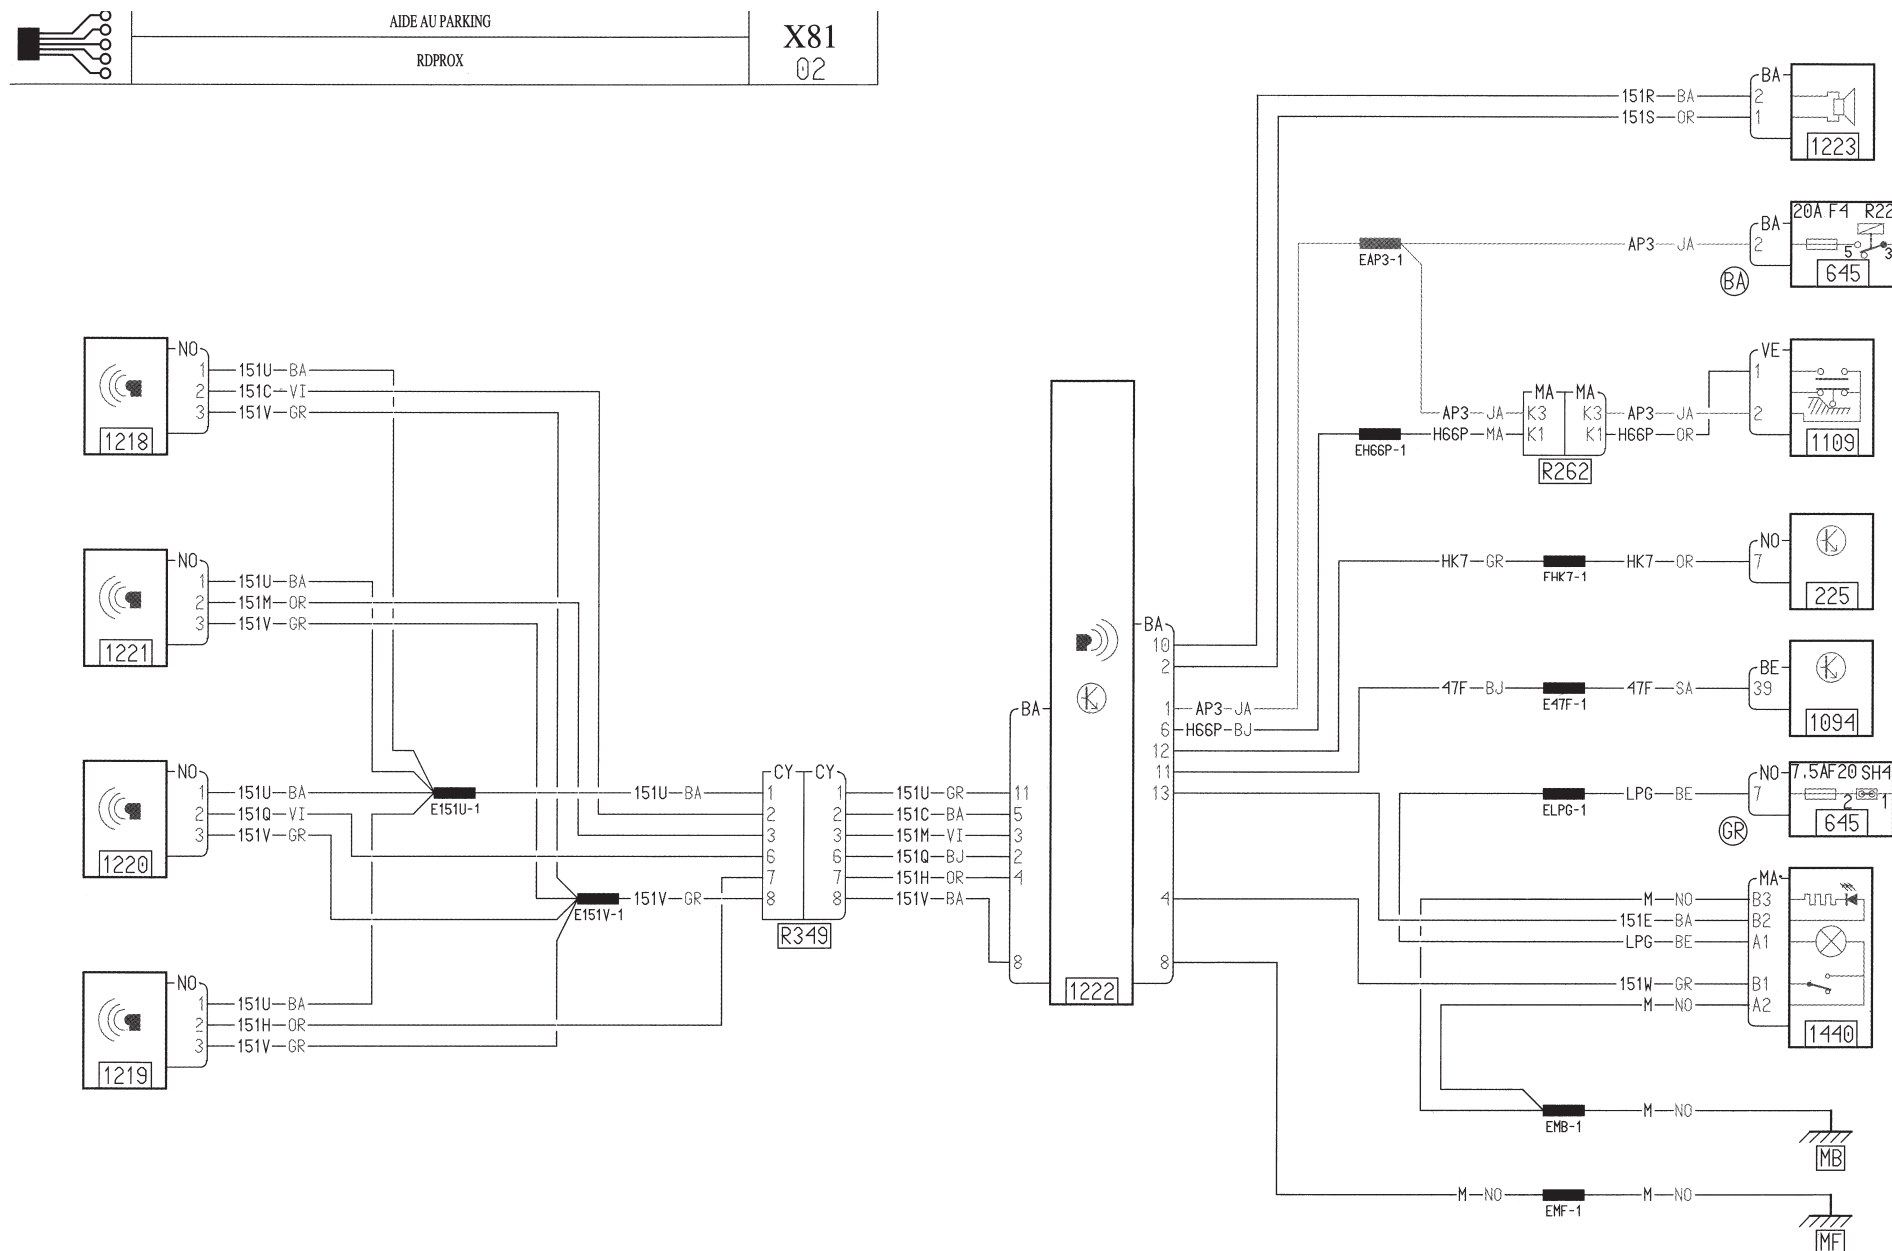 AIDE AU PARKING
RDPROX
X81
02
BA
151R BA 2
151S OR 1
1223
20A F4 R22
BA
AP3 JA 2
5 3
645
BA
EAP3-1
NO
1 151U BA
2 151C VI
3 151V GR
1218
VE
1
2
1109
MA MA
AP3 JA K3 K3 AP3 JA
H66P MA K1 K1 H66P OR
EH66P-1
R262
NO
1 151U BA
2 151M OR
3 151V GR
1221
NO
HK7 GR HK7 OR 7
EHK7-1
225
BA
10
2
BE
47F BJ 47F SA 39
E47F-1
1094
BA
1 AP3 JA
6 H66P BJ
12
11
13
NO
1 151U BA
2 151Q VI
3 151V GR
1220
E151U-1
CY CY
151U BA 1 1 151U GR 11
2 2 151C BA 5
3 3 151M VI 3
6 6 151Q BJ 2
7 7 151H OR 4
151V GR 8 8 151V BA
8
E151V-1
R349
NO 7.5A F20 SH4
LPG BE 7
2 1
ELPG-1
645
GR
4
8
1222
MA
M NO B3
151E BA B2
LPG BE A1
151W GR B1
M NO A2
1440
NO
1 151U BA
2 151H OR
3 151V GR
1219
M NO
EMB-1
MB
M NO M NO
EMF-1
MF